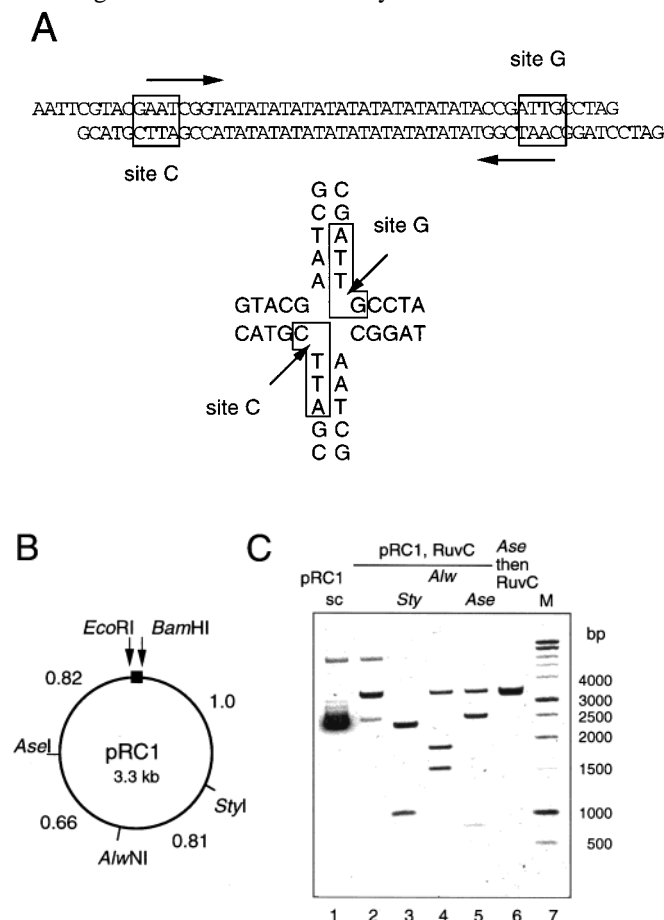 A
site G
AATTCGTACGAATCGGTATATATATATATATATATATATACCGATTGCCTAG
GCATGCTTAGCCATATATATATATATATATATATATGGCTAACGGATCCTAG
site C
G C
C G
T A
A T
A T
site G
GTACG GCCTA
CATGC CGGAT
T A
T A
A T
G C
C G
site C
B
EcoRI BamHI
0.82
1.0
AseI
pRC1
3.3 kb
StyI
0.66
0.81
AlwNI
C
pRC1, RuvC
Ase
then
RuvC
pRC1
sc
Sty
Alw
Ase
M
bp
4000
3000
2500
2000
1500
1000
500
1 2 3 4 5 6 7